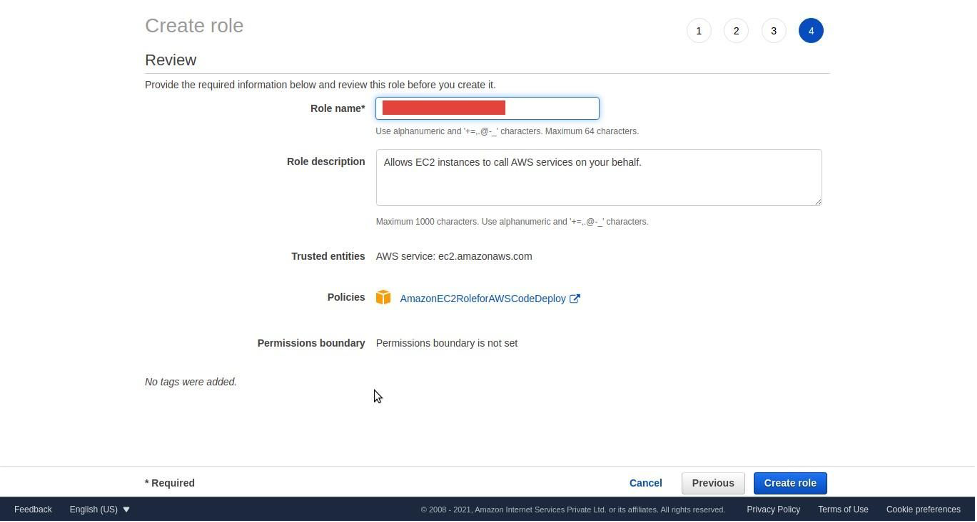 Create role
1 2 3 4
Review
Provide the required information below and review this role before you create it.
Role name*
Use alphanumeric and '+=,.@-_' characters. Maximum 64 characters.
Role description Allows EC2 instances to call AWS services on your behalf.
Maximum 1000 characters. Use alphanumeric and '+=,.@-_' characters.
Trusted entities AWS service: ec2.amazonaws.com
Policies AmazonEC2RoleforAWSCodeDeploy
Permissions boundary Permissions boundary is not set
No tags were added.
* Required Cancel Previous Create role
Feedback English (US) © 2008 - 2021, Amazon Internet Services Private Ltd. or its affiliates. All rights reserved. Privacy Policy Terms of Use Cookie preferences